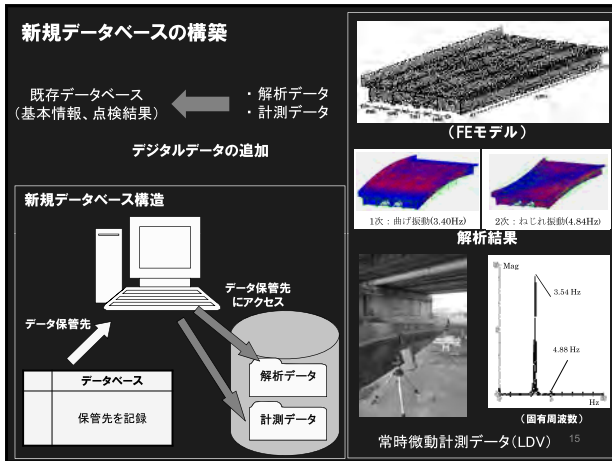 新規データベースの構築
既存データベース
(基本情報、点検結果)
・解析データ
・計測データ
デジタルデータの追加
新規データベース構造
データ保管先
にアクセス
データ保管先
データベース
保管先を記録
解析データ
計測データ
(FEモデル)
1次：曲げ振動(3.40Hz)
2次：ねじれ振動(4.84Hz)
解析結果
Mag
3.54 Hz
4.88 Hz
Hz
(固有周波数)
常時微動計測データ(LDV)
15